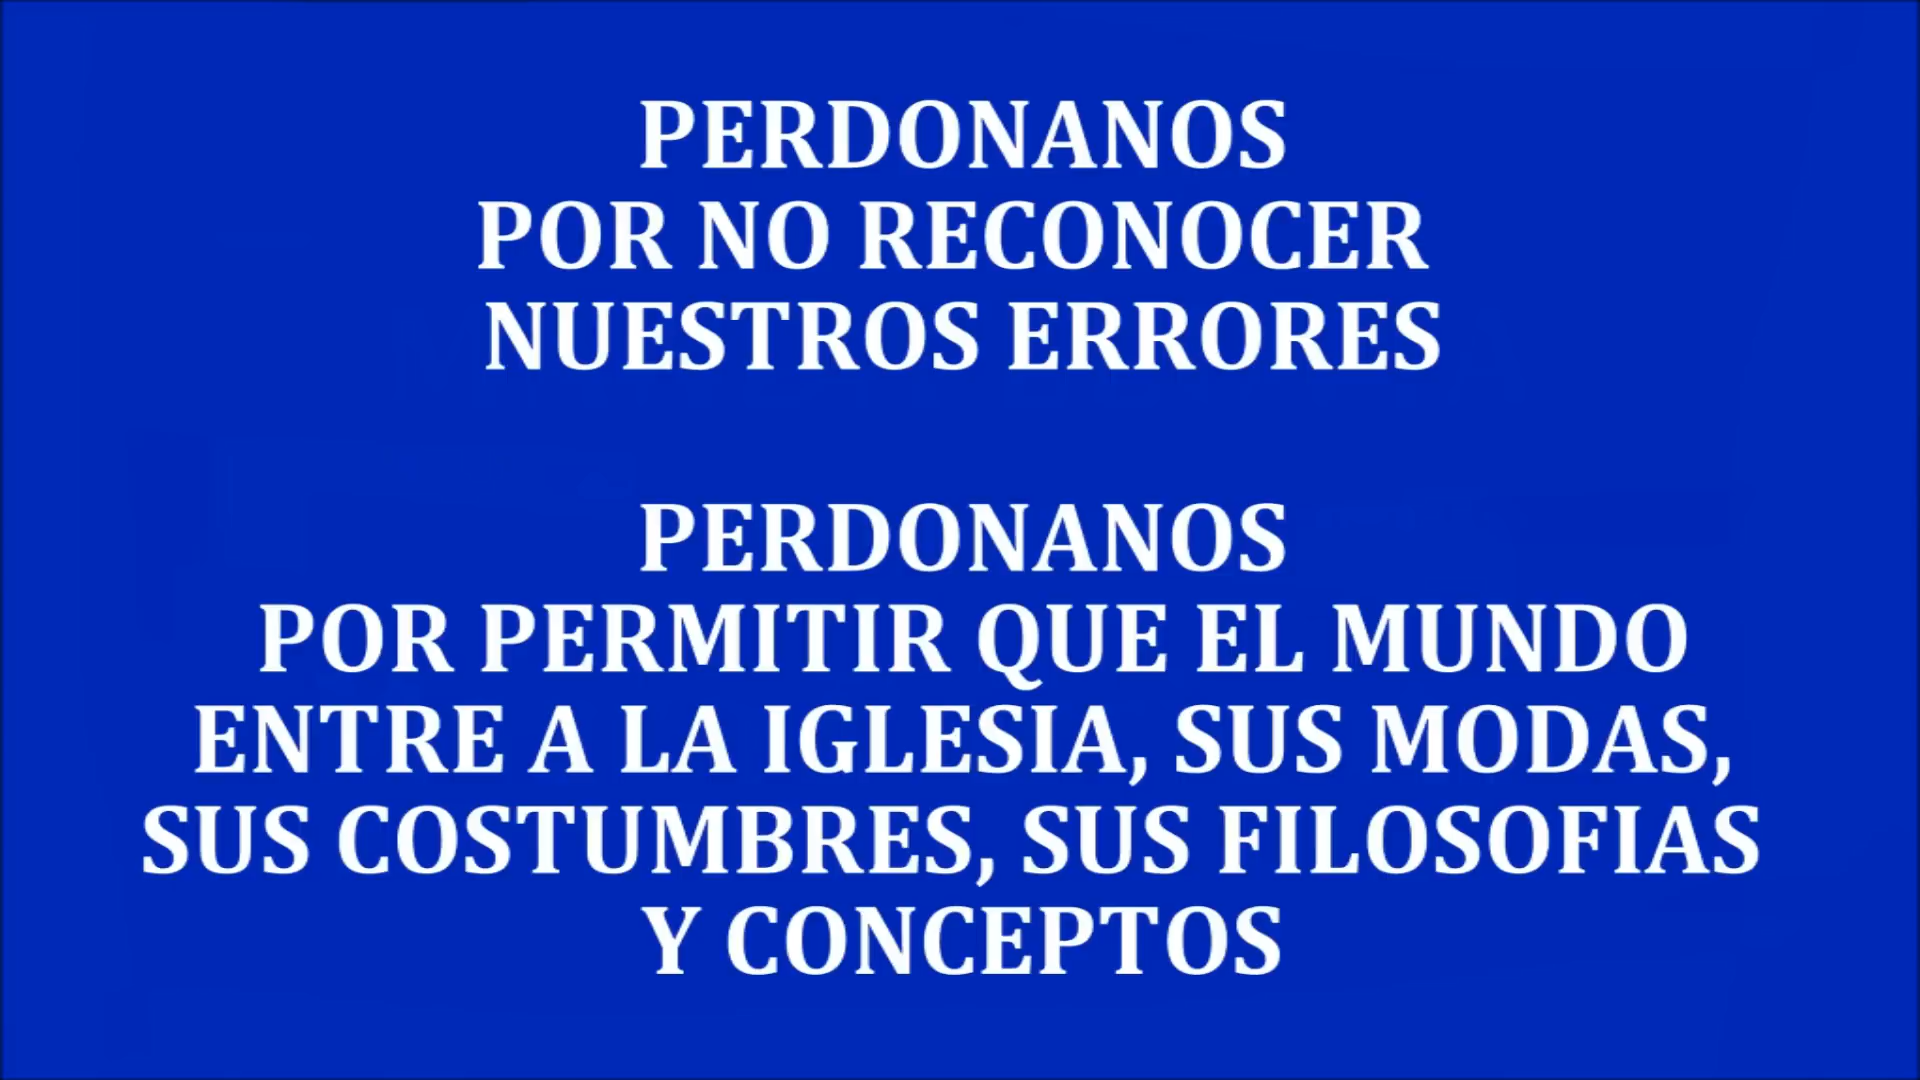 PERDONANOS
POR NO RECONOCER
NUESTROS ERRORES
PERDONANOS
POR PERMITIR QUE EL MUNDO
ENTRE A LA IGLESIA, SUS MODAS,
SUS COSTUMBRES, SUS FILOSOFIAS
Y CONCEPTOS